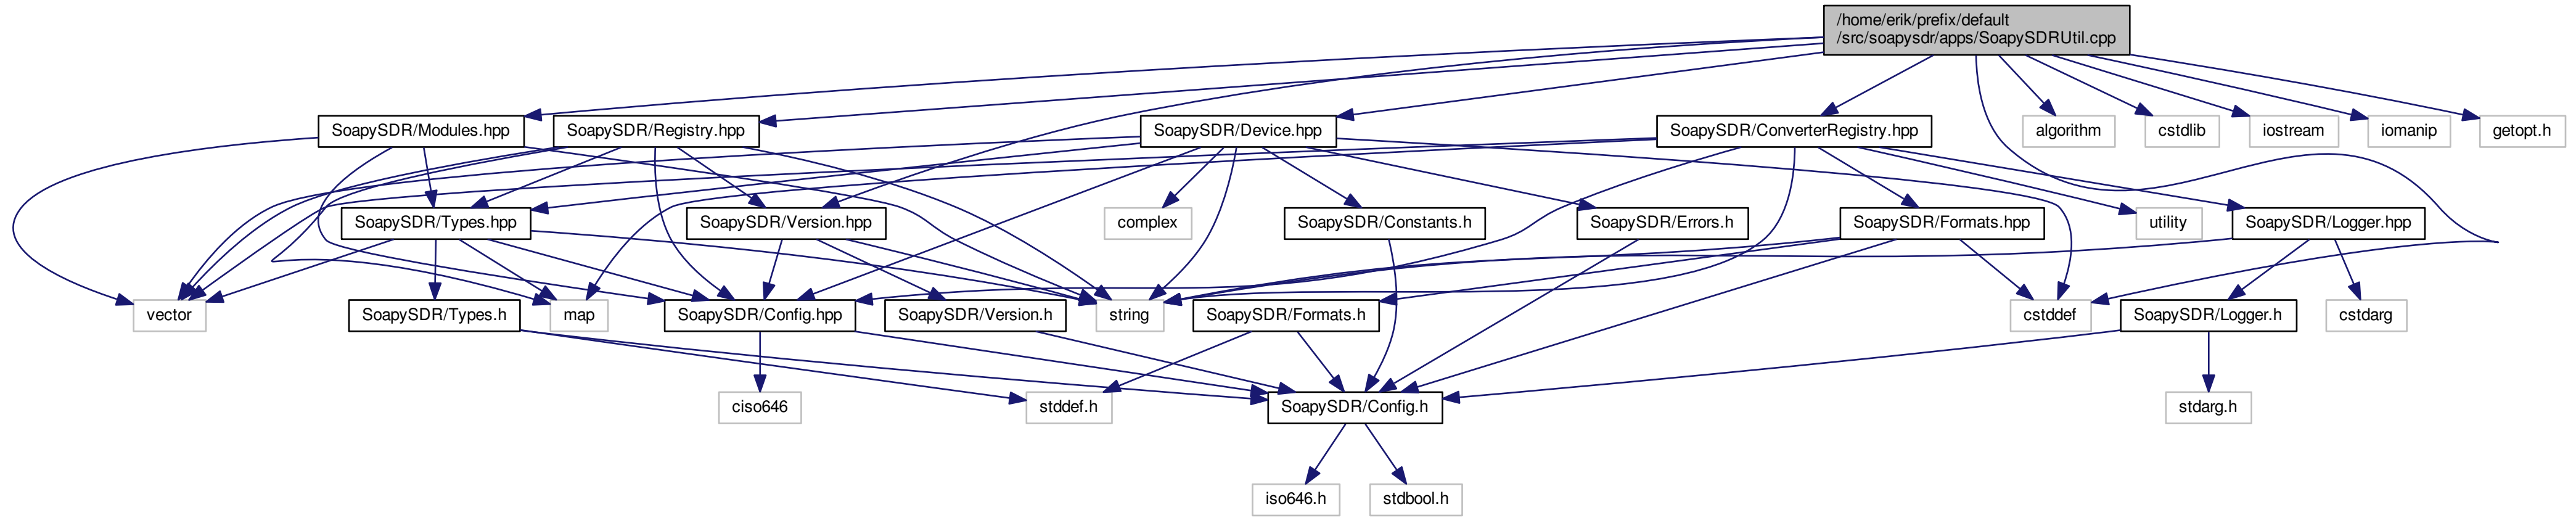 /home/erik/prefix/default
/src/soapysdr/apps/SoapySDRUtil.cpp
SoapySDR/Modules.hpp
SoapySDR/Registry.hpp
SoapySDR/Device.hpp
SoapySDR/ConverterRegistry.hpp
algorithm
cstdlib
iostream
iomanip
getopt.h
SoapySDR/Types.hpp
SoapySDR/Version.hpp
complex
SoapySDR/Constants.h
SoapySDR/Errors.h
SoapySDR/Formats.hpp
utility
SoapySDR/Logger.hpp
vector
SoapySDR/Types.h
map
SoapySDR/Config.hpp
SoapySDR/Version.h
string
SoapySDR/Formats.h
cstddef
SoapySDR/Logger.h
cstdarg
ciso646
stddef.h
SoapySDR/Config.h
stdarg.h
iso646.h
stdbool.h